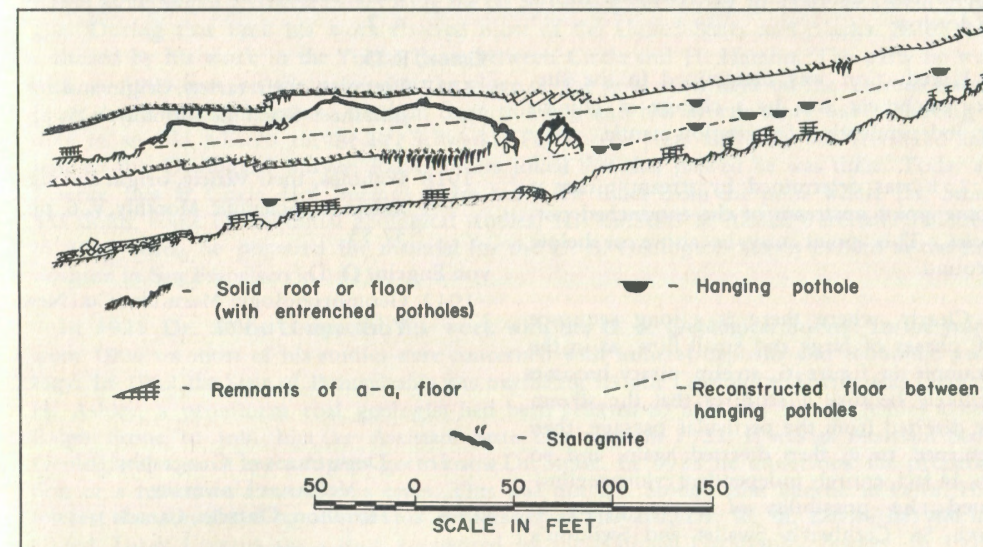 Solid roof or floor
(with entrenched potholes)
Hanging pothole
Remnants of clay floor
Reconstructed floor between
hanging potholes
Stalagmite
50 0 50 100 150
SCALE IN FEET